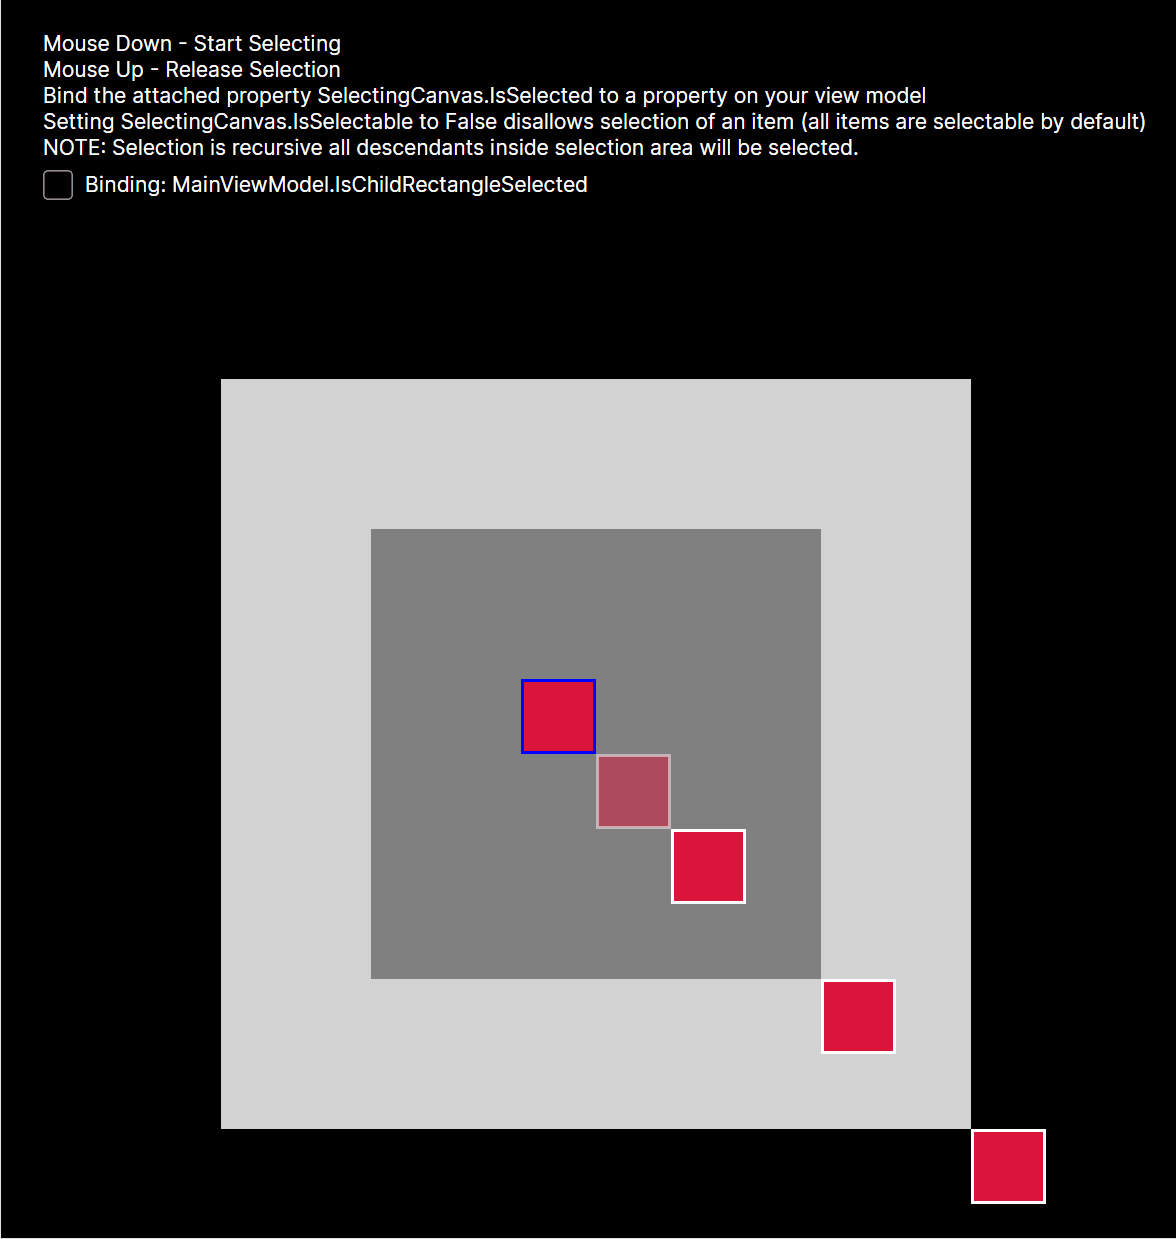 Mouse Down - Start Selecting
Mouse Up - Release Selection
Bind the attached property SelectingCanvas.IsSelected to a property on your view model
Setting SelectingCanvas.IsSelectable to False disallows selection of an item (all items are selectable by default)
NOTE: Selection is recursive all descendants inside selection area will be selected.
Binding: MainViewModel.IsChildRectangleSelected